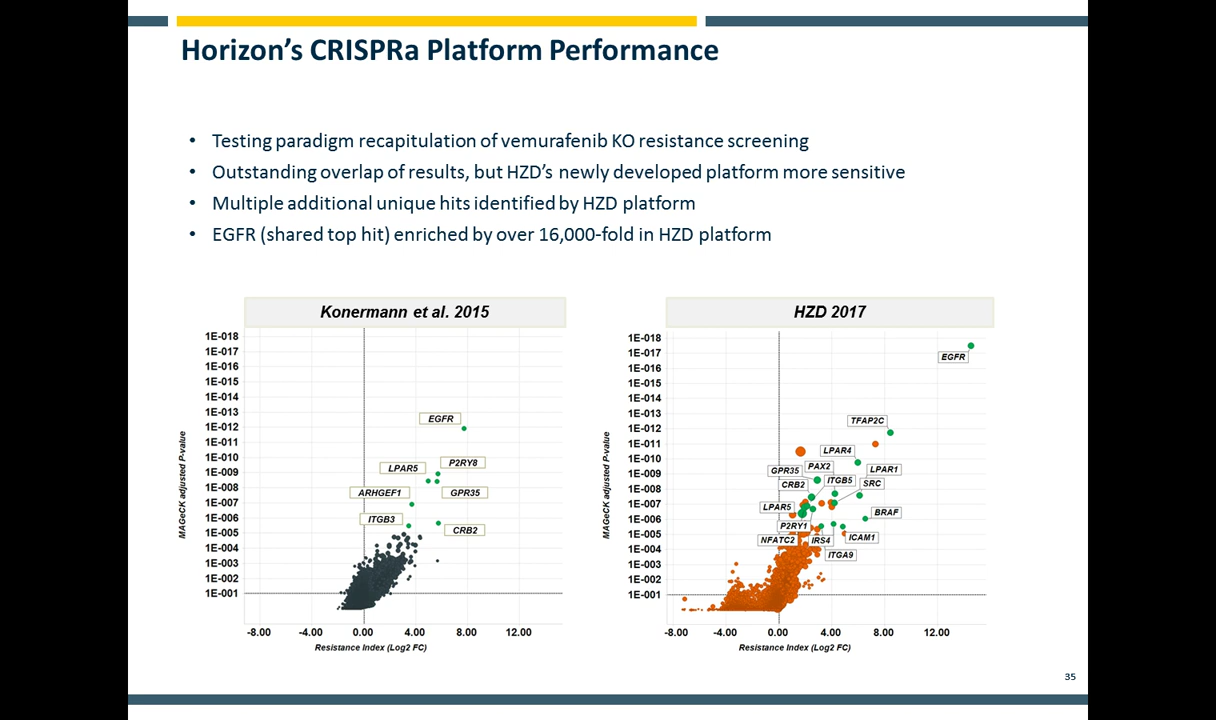 Horizon's CRISPRa Platform Performance
• Testing paradigm recapitulation of vemurafenib KO resistance screening
• Outstanding overlap of results, but HZD's newly developed platform more sensitive
• Multiple additional unique hits identified by HZD platform
• EGFR (shared top hit) enriched by over 16,000-fold in HZD platform
Konermann et al. 2015
MAGeCK adjusted P-value
1E-018
1E-017
1E-016
1E-015
1E-014
1E-013
1E-012
1E-011
1E-010
1E-009
1E-008
1E-007
1E-006
1E-005
1E-004
1E-003
1E-002
1E-001
EGFR
P2RY8
LPAR5
ARHGEF1
GPR35
ITGB3
CRB2
-8.00 -4.00 0.00 4.00 8.00 12.00
Resistance Index (Log2 FC)
HZD 2017
MAGeCK adjusted P-value
1E-018
1E-017
1E-016
1E-015
1E-014
1E-013
1E-012
1E-011
1E-010
1E-009
1E-008
1E-007
1E-006
1E-005
1E-004
1E-003
1E-002
1E-001
EGFR
TFAP2C
LPAR4
PAX2
GPR35
LPAR1
ITGB5
CRB2
SRC
LPAR5
BRAF
P2RY1
NFATC2
IRS4
ICAM1
ITGA9
-8.00 -4.00 0.00 4.00 8.00 12.00
Resistance Index (Log2 FC)
35